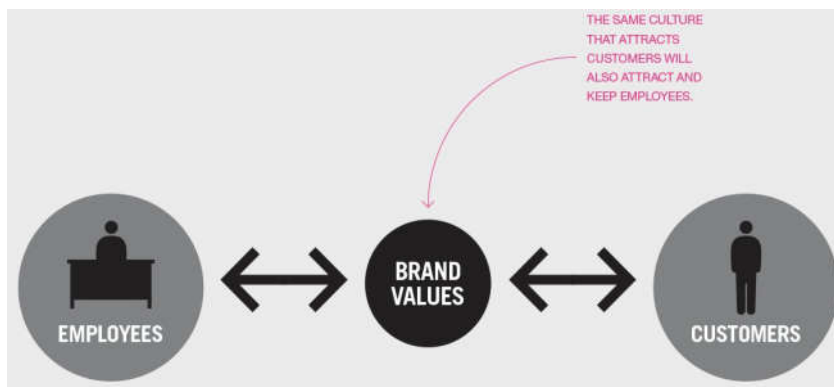 THE SAME CULTURE
THAT ATTRACTS
CUSTOMERS WILL
ALSO ATTRACT AND
KEEP EMPLOYEES.
BRAND
VALUES
EMPLOYEES
CUSTOMERS